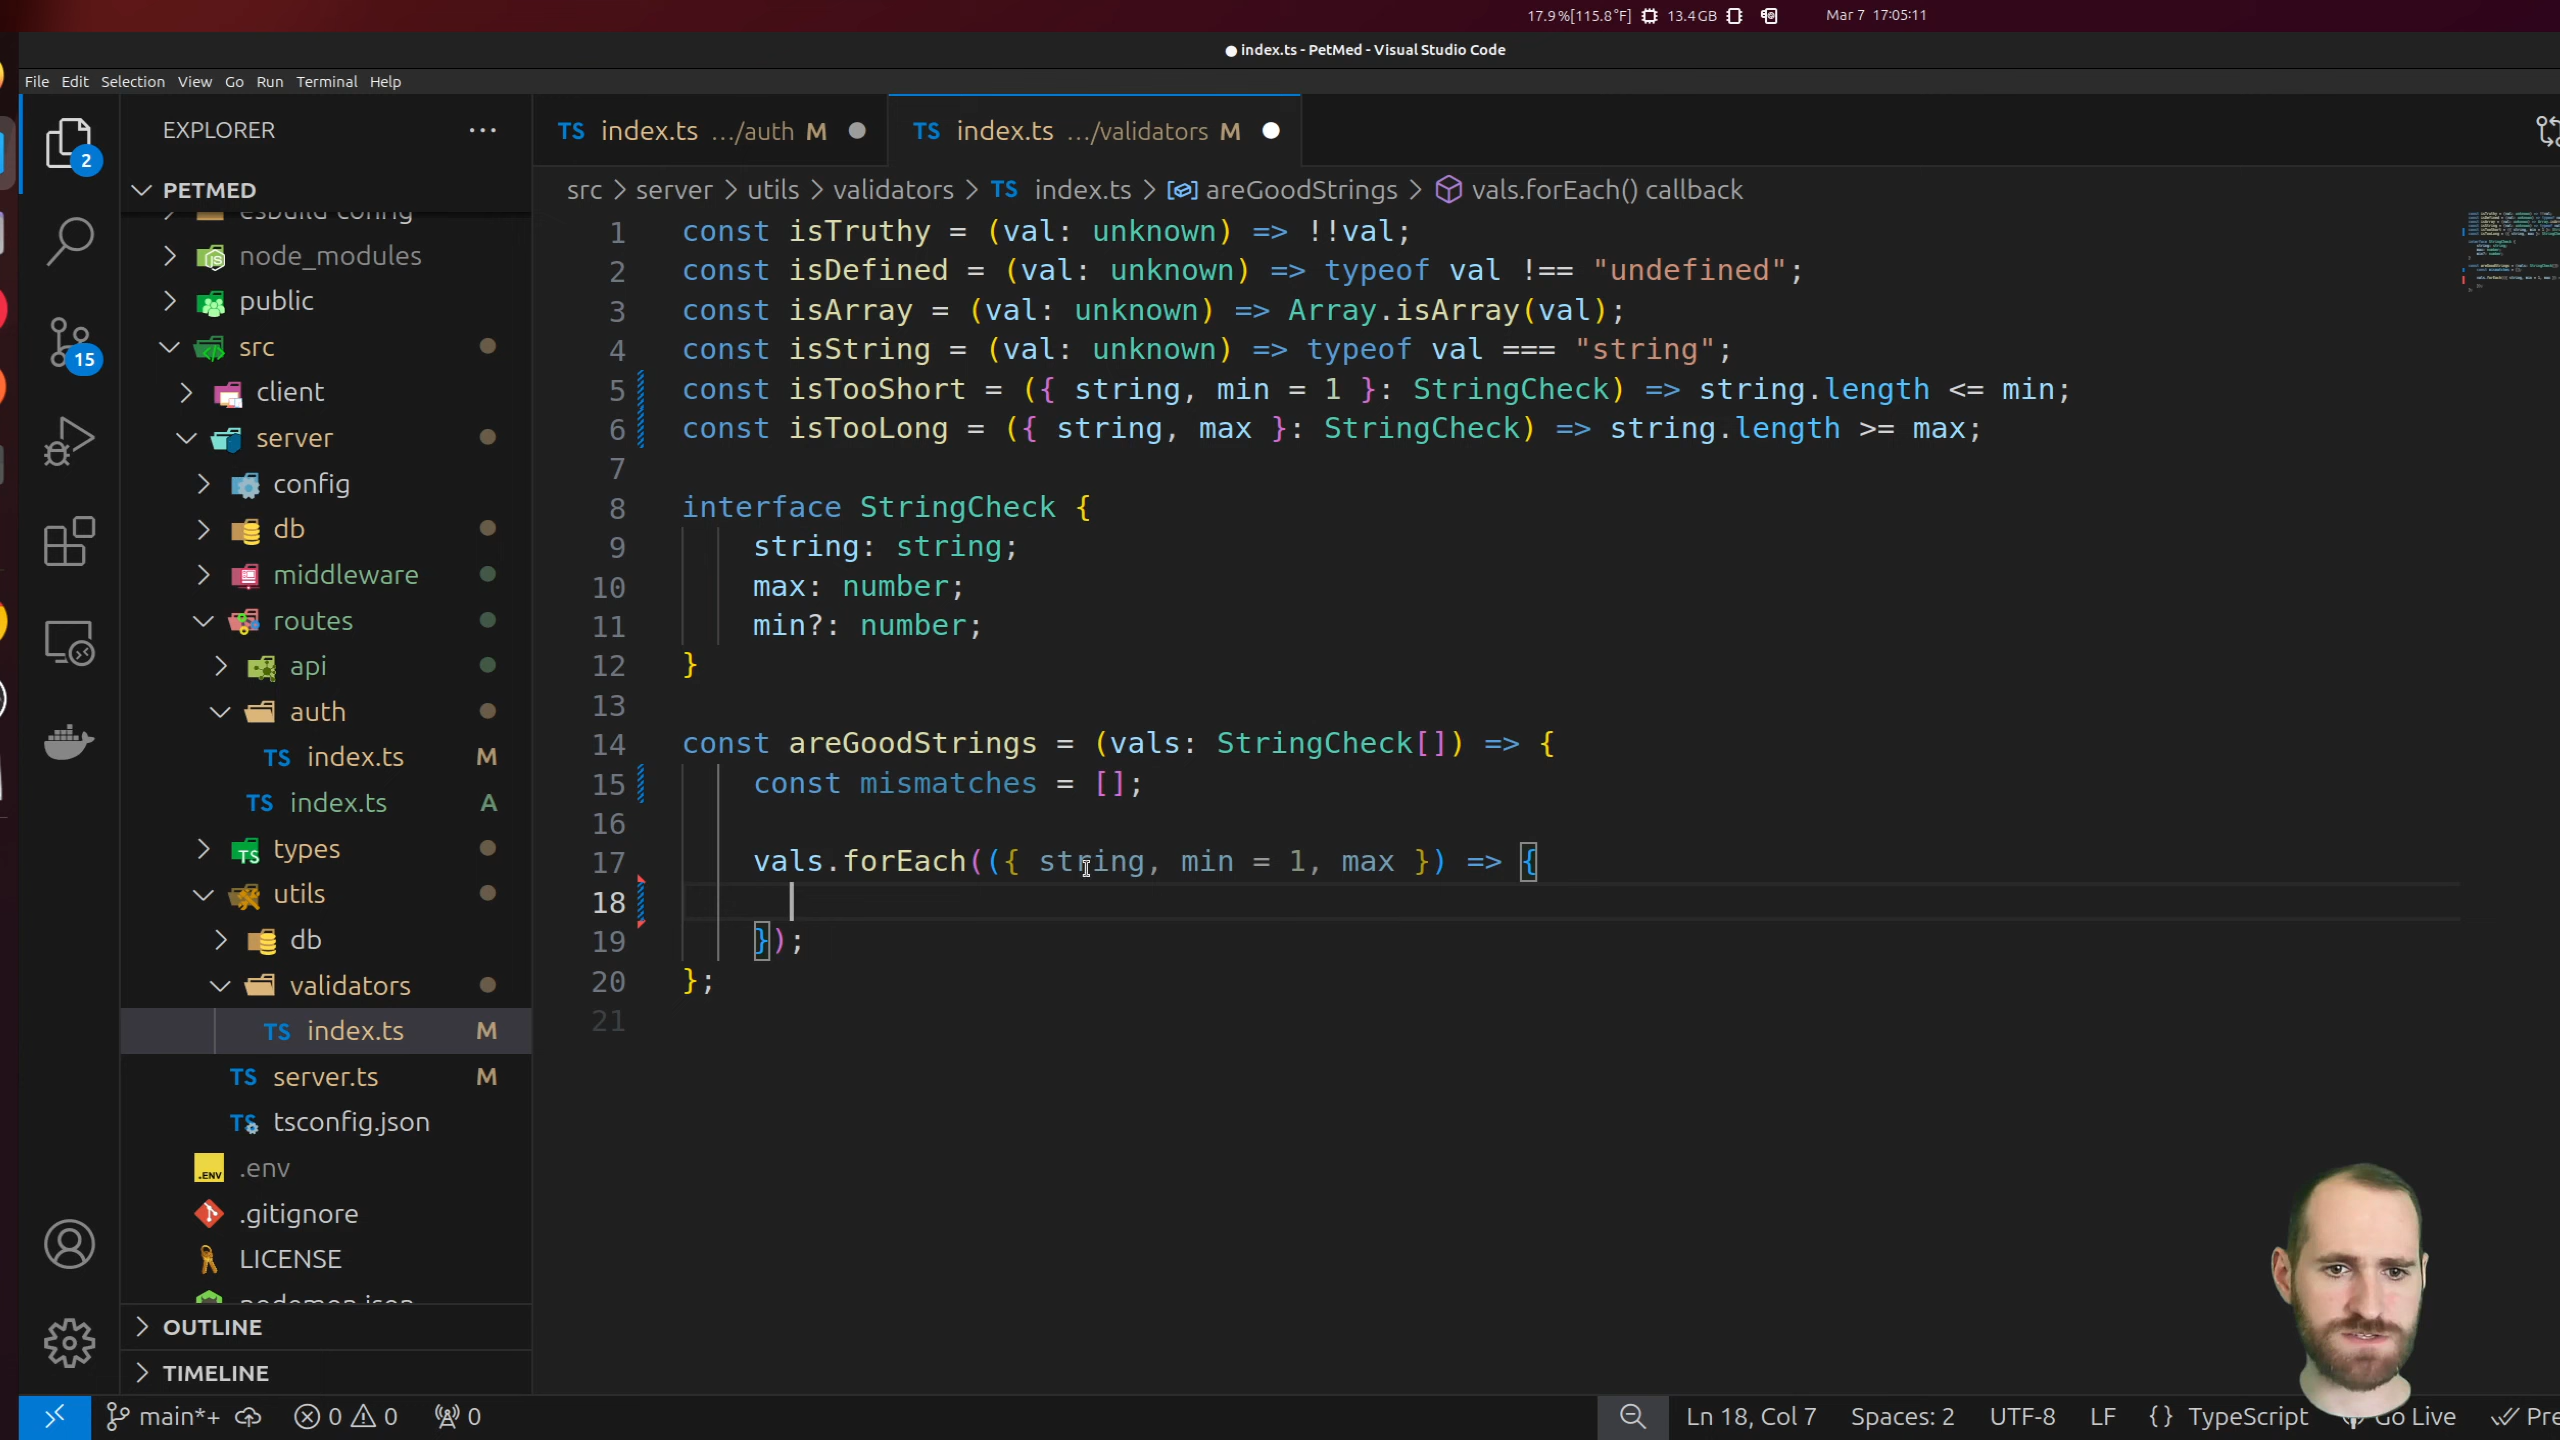 17.9%[115.8°F] 13.4GB Mar 7 17:05:11
● index.ts - PetMed - Visual Studio Code
File Edit Selection View Go Run Terminal Help
EXPLORER ···
TS index.ts .../auth M ●
TS index.ts .../validators M ●
2
PETMED
src > server > utils > validators > TS index.ts > areGoodStrings > vals.forEach() callback
esbuild-config
node_modules
public
src
15
client
server
config
db
middleware
routes
api
auth
TS index.ts M
TS index.ts A
types
utils
db
validators
TS index.ts M
TS server.ts M
TS tsconfig.json
.ENV .env
.gitignore
LICENSE
nodemon.json
OUTLINE
TIMELINE
1 const isTruthy = (val: unknown) => !!val;
2 const isDefined = (val: unknown) => typeof val !== "undefined";
3 const isArray = (val: unknown) => Array.isArray(val);
4 const isString = (val: unknown) => typeof val === "string";
5 const isTooShort = ({ string, min = 1 }: StringCheck) => string.length <= min;
6 const isTooLong = ({ string, max }: StringCheck) => string.length >= max;
7
8 interface StringCheck {
9 string: string;
10 max: number;
11 min?: number;
12 }
13
14 const areGoodStrings = (vals: StringCheck[]) => {
15 const mismatches = [];
16
17 vals.forEach(({ string, min = 1, max }) => {
18
19 });
20 };
21
main*+ 0 0 0 Ln 18, Col 7 Spaces: 2 UTF-8 LF {} TypeScript Go Live Pre